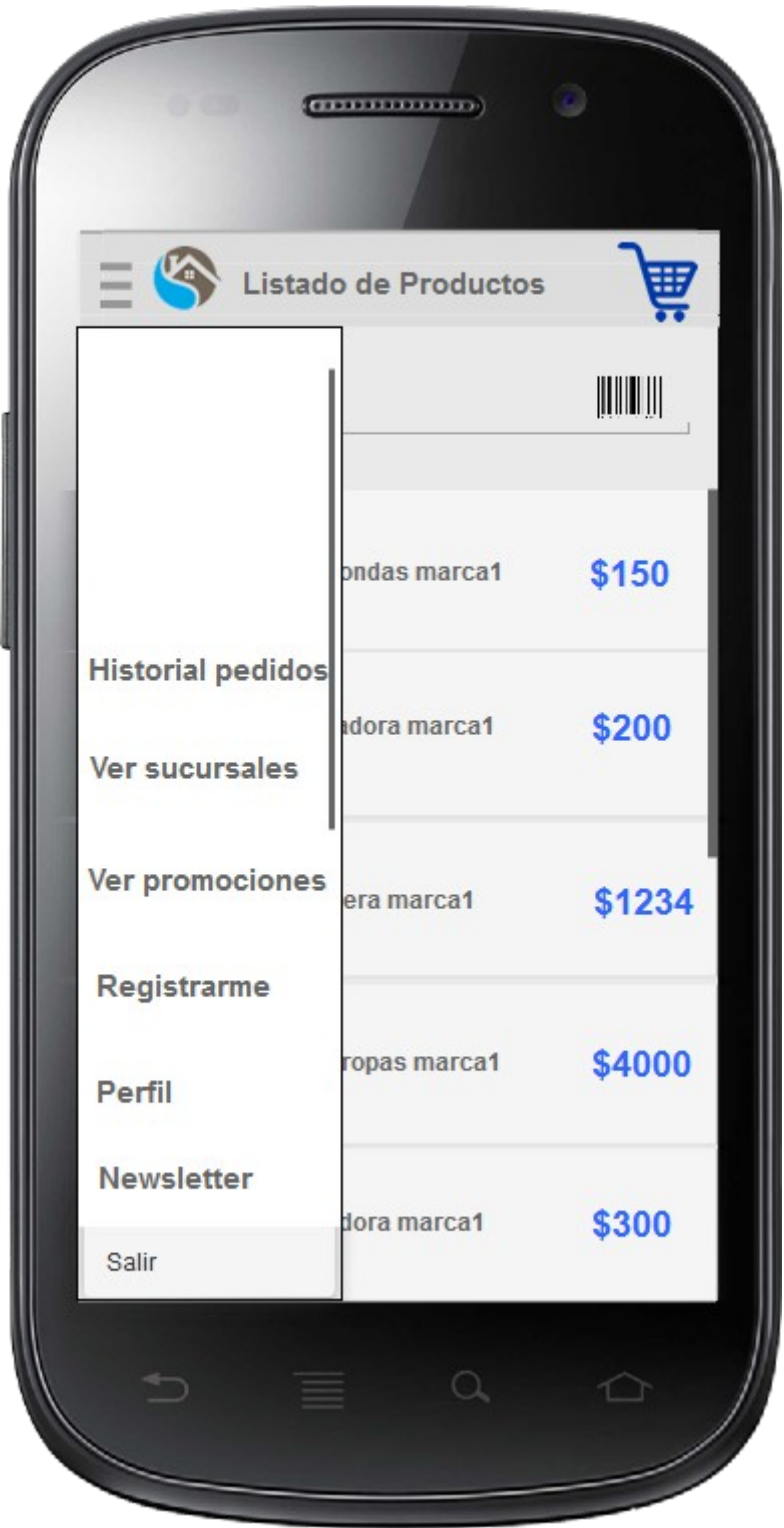 Listado de Productos
ondas marca1 $150
Historial pedidos
adora marca1 $200
Ver sucursales
Ver promociones
era marca1 $1234
Registrarme
ropas marca1 $4000
Perfil
Newsletter
dora marca1 $300
Salir